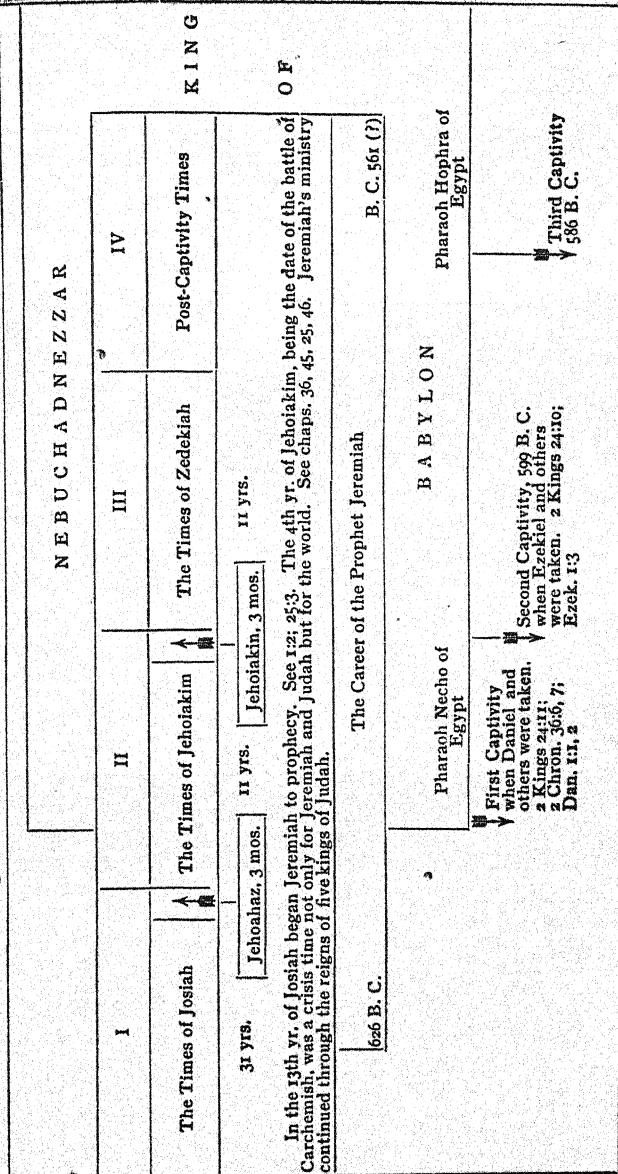 NEBUCHADNEZZAR
KING
OF
BABYLON
I
II
III
IV
The Times of Josiah
The Times of Jehoiakim
The Times of Zedekiah
Post-Captivity Times
31 yrs.
Jehoahaz, 3 mos.
11 yrs.
Jehoiakin, 3 mos.
11 yrs.
In the 13th yr. of Josiah began Jeremiah to prophecy. See 1:2; 25:3. The 4th yr. of Jehoiakim, being the date of the battle of
Carchemish, was a crisis time not only for Jeremiah and Judah but for the world. See chaps. 36, 45, 25, 46. Jeremiah's ministry
continued through the reigns of five kings of Judah.
626 B. C.
The Career of the Prophet Jeremiah
B. C. 561 (?)
Pharaoh Necho of
Egypt
Pharaoh Hophra of
Egypt
First Captivity
when Daniel and
others were taken.
2 Kings 24:11;
2 Chron. 36:6, 7;
Dan. 1:1, 2
Second Captivity, 599 B. C.
when Ezekiel and others
were taken. 2 Kings 24:10;
Ezek. 1:3
Third Captivity
586 B. C.